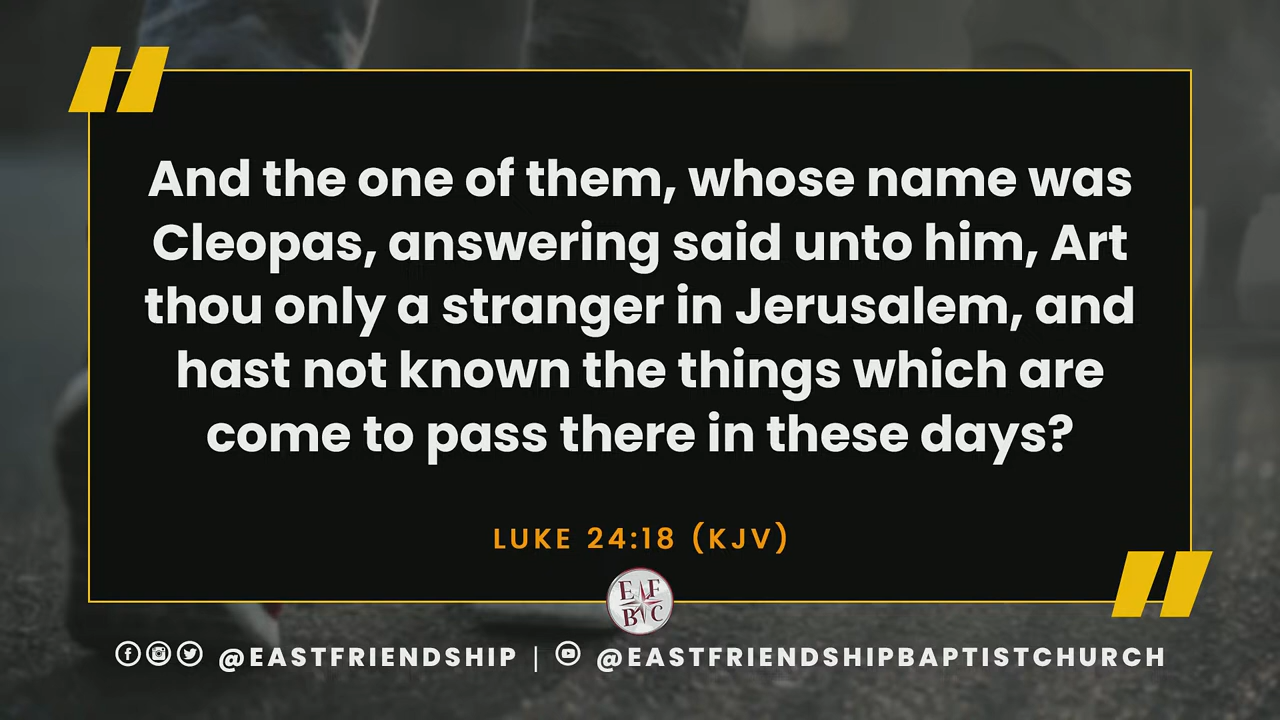 And the one of them, whose name was
Cleopas, answering said unto him, Art
thou only a stranger in Jerusalem, and
hast not known the things which are
come to pass there in these days?
LUKE 24:18 (KJV)
EAF
BC
@EASTFRIENDSHIP | @EASTFRIENDSHIPBAPTISTCHURCH